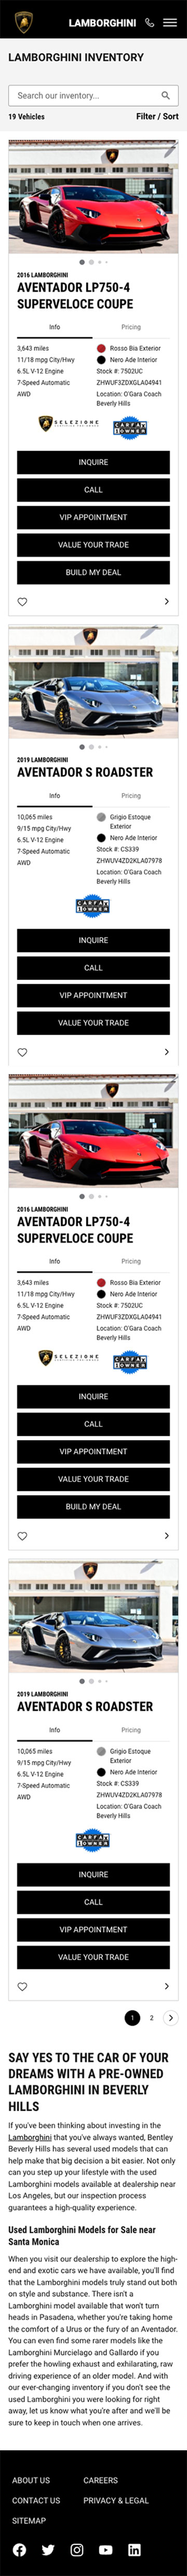 LAMBORGHINI
LAMBORGHINI INVENTORY
Search our inventory...
19 Vehicles
Filter / Sort
2016 LAMBORGHINI
AVENTADOR LP750-4
SUPERVELOCE COUPE
Info
Pricing
3,643 miles
11/18 mpg City/Hwy
6.5L V-12 Engine
7-Speed Automatic
AWD
Rosso Bia Exterior
Nero Ade Interior
Stock #: 7502UC
ZHWUF3ZDXGLA04941
Location: O'Gara Coach
Beverly Hills
SELEZIONE
CARFAX
1 OWNER
INQUIRE
CALL
VIP APPOINTMENT
VALUE YOUR TRADE
BUILD MY DEAL
2019 LAMBORGHINI
AVENTADOR S ROADSTER
Info
Pricing
10,065 miles
9/15 mpg City/Hwy
6.5L V-12 Engine
7-Speed Automatic
AWD
Grigio Estoque
Exterior
Nero Ade Interior
Stock #: CS339
ZHWUV4ZD2KLA07978
Location: O'Gara Coach
Beverly Hills
CARFAX
1 OWNER
INQUIRE
CALL
VIP APPOINTMENT
VALUE YOUR TRADE
2016 LAMBORGHINI
AVENTADOR LP750-4
SUPERVELOCE COUPE
Info
Pricing
3,643 miles
11/18 mpg City/Hwy
6.5L V-12 Engine
7-Speed Automatic
AWD
Rosso Bia Exterior
Nero Ade Interior
Stock #: 7502UC
ZHWUF3ZDXGLA04941
Location: O'Gara Coach
Beverly Hills
SELEZIONE
CARFAX
1 OWNER
INQUIRE
CALL
VIP APPOINTMENT
VALUE YOUR TRADE
BUILD MY DEAL
2019 LAMBORGHINI
AVENTADOR S ROADSTER
Info
Pricing
10,065 miles
9/15 mpg City/Hwy
6.5L V-12 Engine
7-Speed Automatic
AWD
Grigio Estoque
Exterior
Nero Ade Interior
Stock #: CS339
ZHWUV4ZD2KLA07978
Location: O'Gara Coach
Beverly Hills
CARFAX
1 OWNER
INQUIRE
CALL
VIP APPOINTMENT
VALUE YOUR TRADE
1 2
SAY YES TO THE CAR OF YOUR
DREAMS WITH A PRE-OWNED
LAMBORGHINI IN BEVERLY
HILLS
If you've been thinking about investing in the
Lamborghini that you've always wanted, Bentley
Beverly Hills has several used models that can
help make that big decision a bit easier. Not only
can you step up your lifestyle with the used
Lamborghini models available at dealership near
Los Angeles, but our inspection process
guarantees a high-quality experience.
Used Lamborghini Models for Sale near
Santa Monica
When you visit our dealership to explore the high-
end and exotic cars we have available, you'll find
that the Lamborghini models truly stand out both
on style and substance. There isn't a
Lamborghini model available that won't turn
heads in Pasadena, whether you're taking home
the comfort of a Urus or the fury of an Aventador.
You can even find some rarer models like the
Lamborghini Murcielago and Gallardo if you
prefer the howling exhaust and exhilarating, raw
driving experience of an older model. And with
our ever-changing inventory if you don't see the
used Lamborghini you were looking for right
away, let us know what you're after and we'll be
sure to keep in touch when one arrives.
ABOUT US
CAREERS
CONTACT US
PRIVACY & LEGAL
SITEMAP